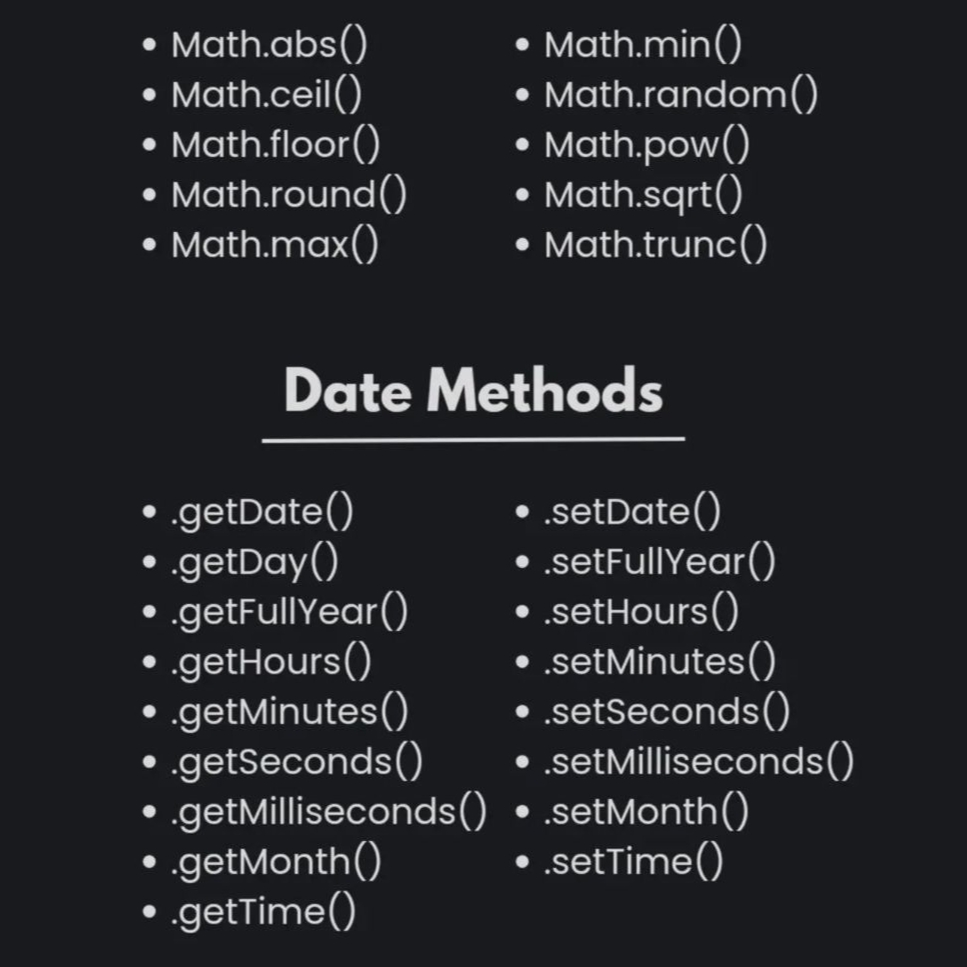 • Math.abs()
• Math.ceil()
• Math.floor()
• Math.round()
• Math.max()
• Math.min()
• Math.random()
• Math.pow()
• Math.sqrt()
• Math.trunc()
Date Methods
• .getDate()
• .getDay()
• .getFullYear()
• .getHours()
• .getMinutes()
• .getSeconds()
• .getMilliseconds()
• .getMonth()
• .getTime()
• .setDate()
• .setFullYear()
• .setHours()
• .setMinutes()
• .setSeconds()
• .setMilliseconds()
• .setMonth()
• .setTime()